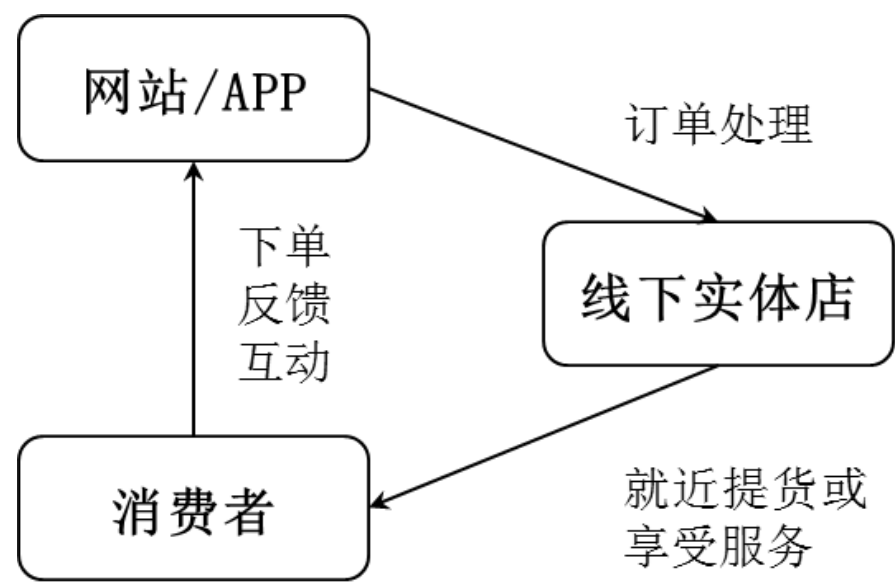 网站/APP
订单处理
下单
反馈
互动
线下实体店
消费者
就近提货或
享受服务